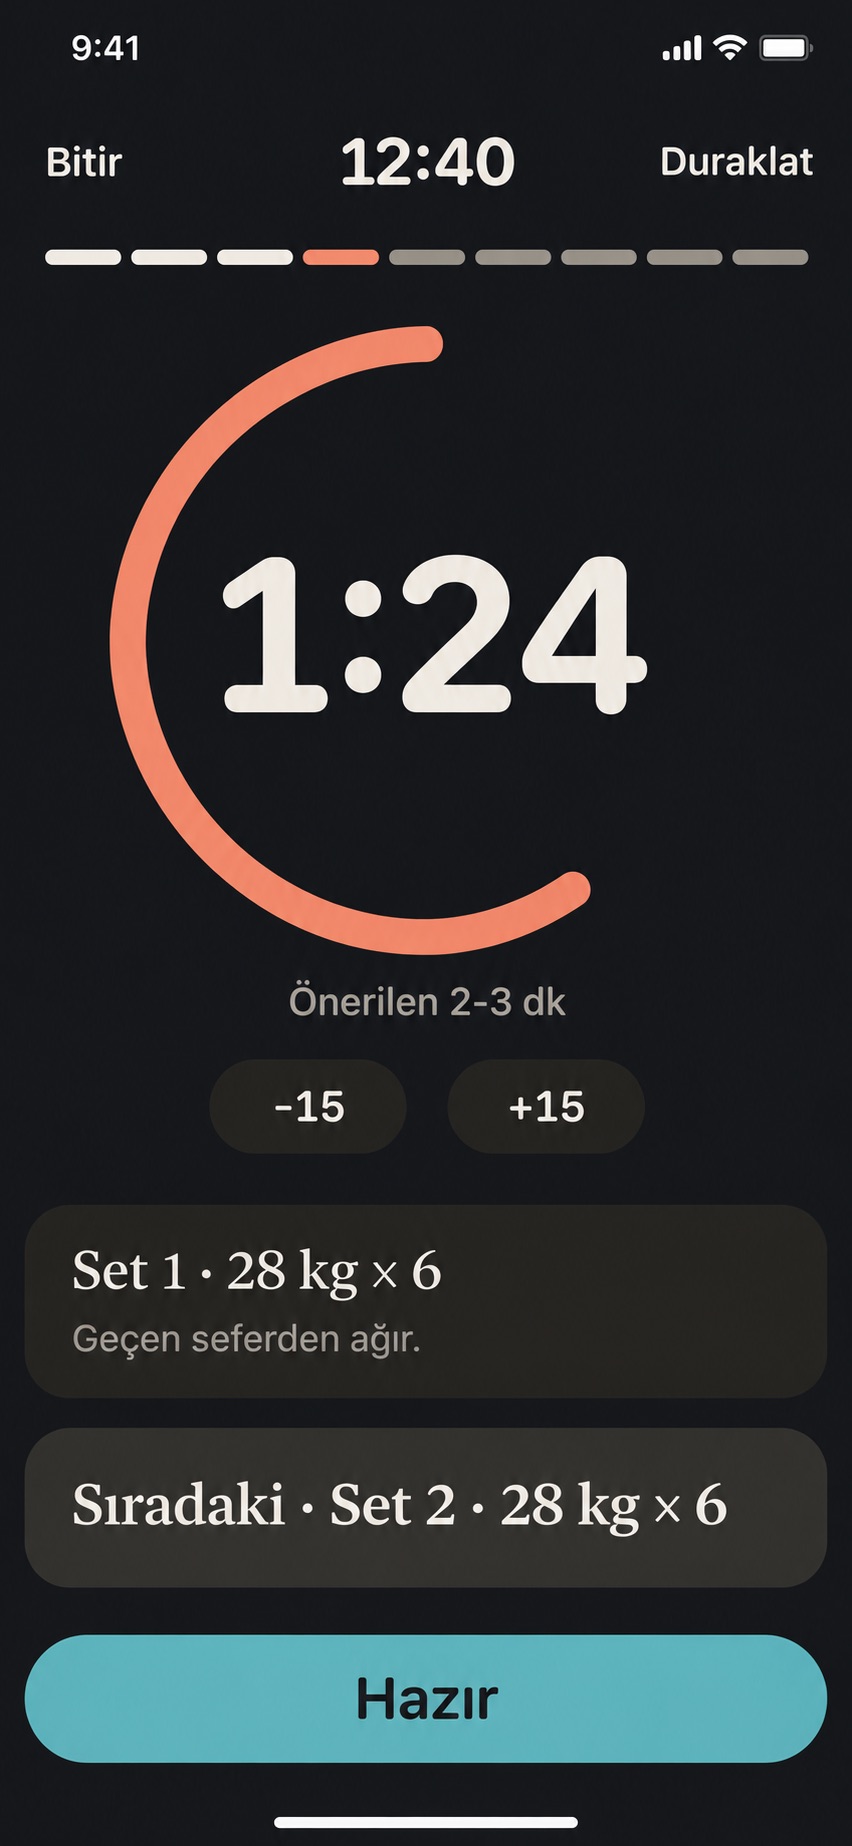 9:41
Bitir 12:40 Duraklat
1:24
Önerilen 2-3 dk
-15 +15
Set 1 · 28 kg × 6
Geçen seferden ağır.
Sıradaki · Set 2 · 28 kg × 6
Hazır